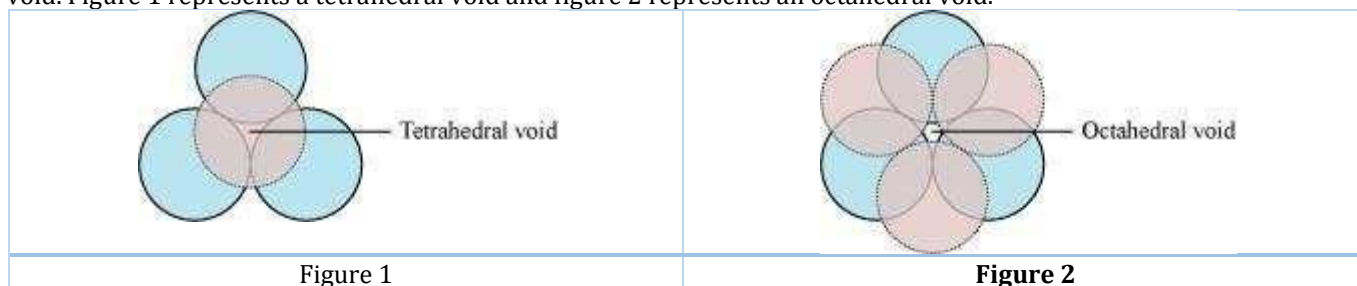 void. Figure 1 represents a tetrahedral void and figure 2 represents an octahedral void.
Tetrahedral void
Octahedral void
Figure 1
Figure 2